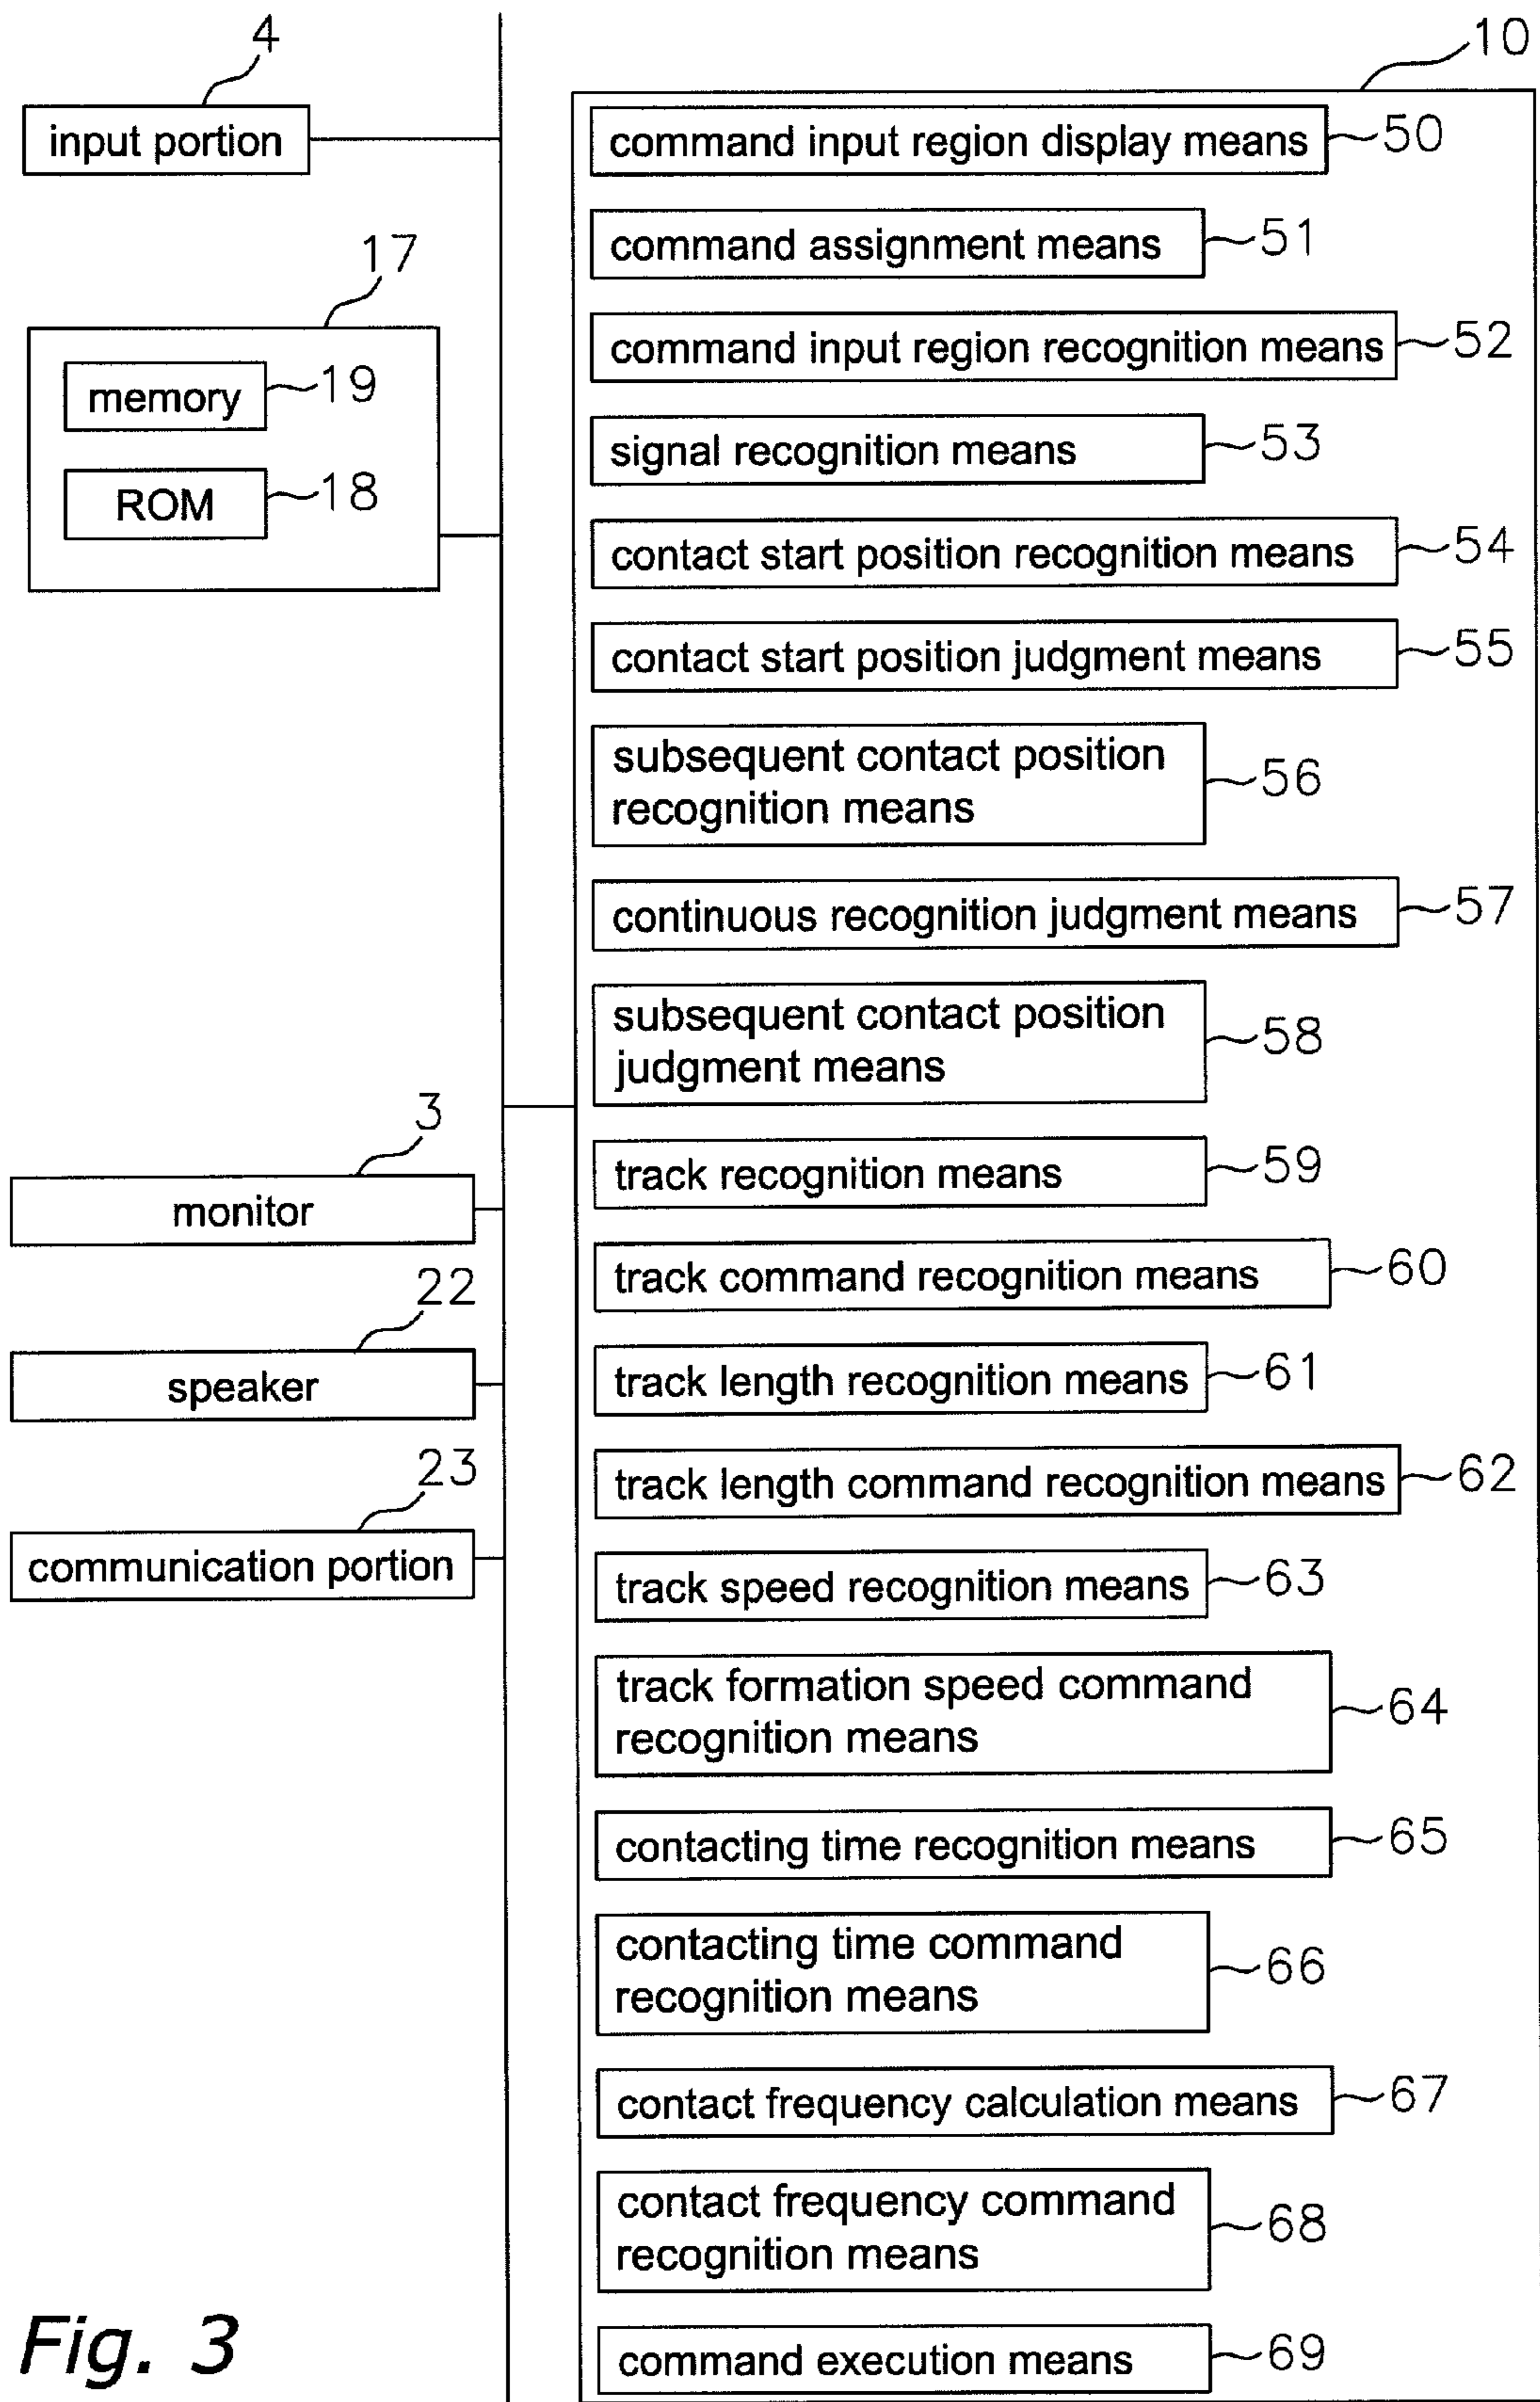 4
input portion
17
memory
19
ROM
18
3
monitor
22
speaker
23
communication portion
10
command input region display means
50
command assignment means
51
command input region recognition means
52
signal recognition means
53
contact start position recognition means
54
contact start position judgment means
55
subsequent contact position
recognition means
56
continuous recognition judgment means
57
subsequent contact position
judgment means
58
track recognition means
59
track command recognition means
60
track length recognition means
61
track length command recognition means
62
track speed recognition means
63
track formation speed command
recognition means
64
contacting time recognition means
65
contacting time command
recognition means
66
contact frequency calculation means
67
contact frequency command
recognition means
68
command execution means
69
Fig. 3